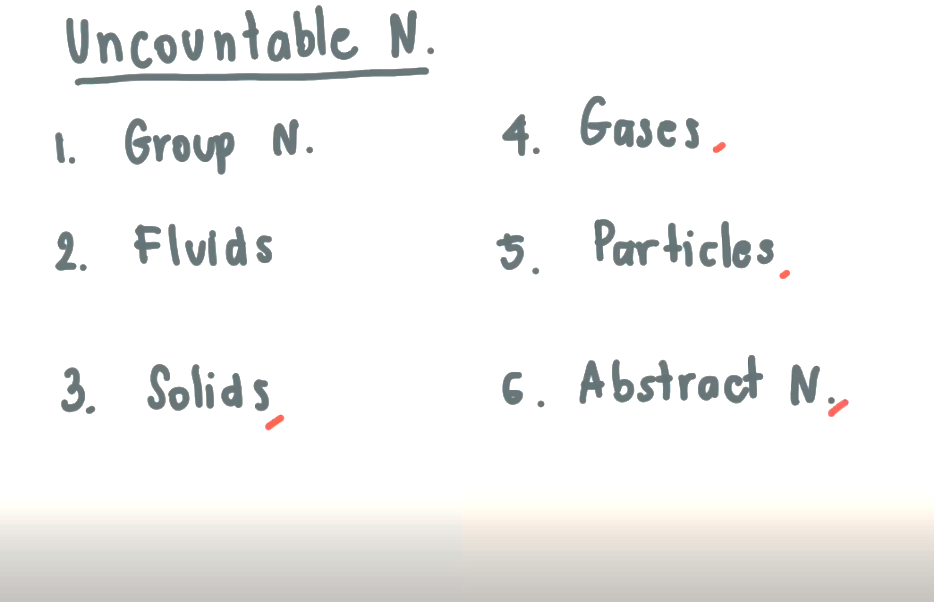 Uncountable N.
1. Group N.
2. Fluids
3. Solids
4. Gases
5. Particles
6. Abstract N.